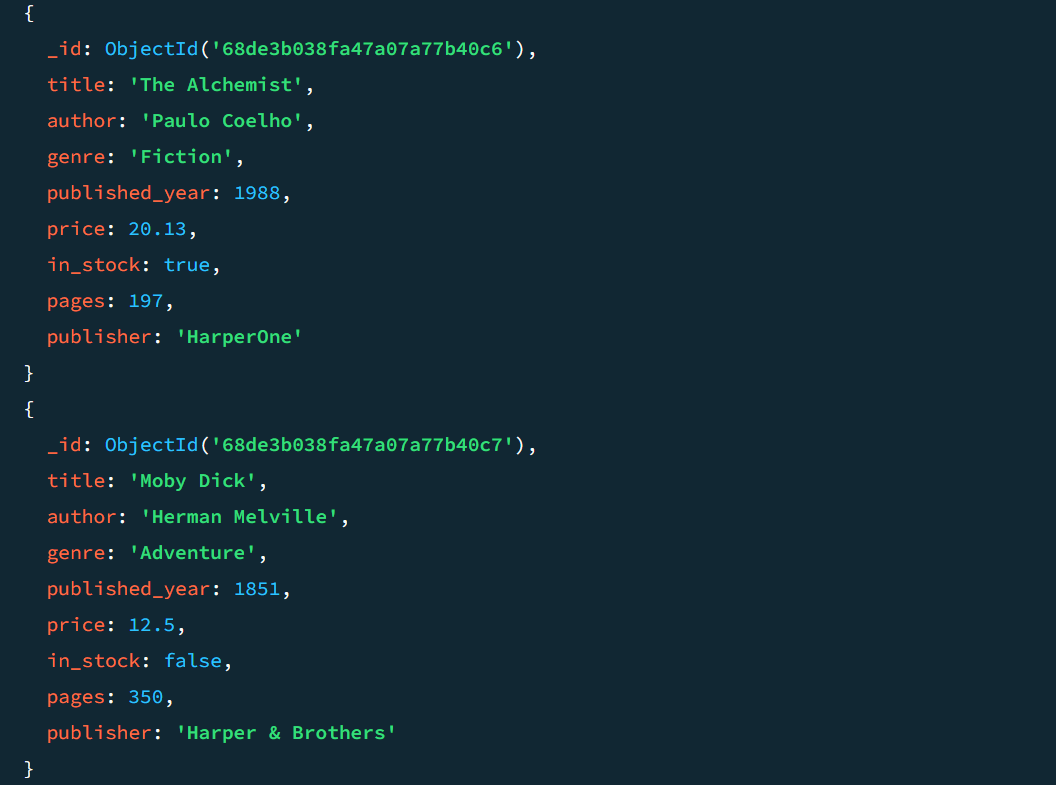 {
  _id: ObjectId('68de3b038fa47a07a77b40c6'),
  title: 'The Alchemist',
  author: 'Paulo Coelho',
  genre: 'Fiction',
  published_year: 1988,
  price: 20.13,
  in_stock: true,
  pages: 197,
  publisher: 'HarperOne'
}
{
  _id: ObjectId('68de3b038fa47a07a77b40c7'),
  title: 'Moby Dick',
  author: 'Herman Melville',
  genre: 'Adventure',
  published_year: 1851,
  price: 12.5,
  in_stock: false,
  pages: 350,
  publisher: 'Harper & Brothers'
}